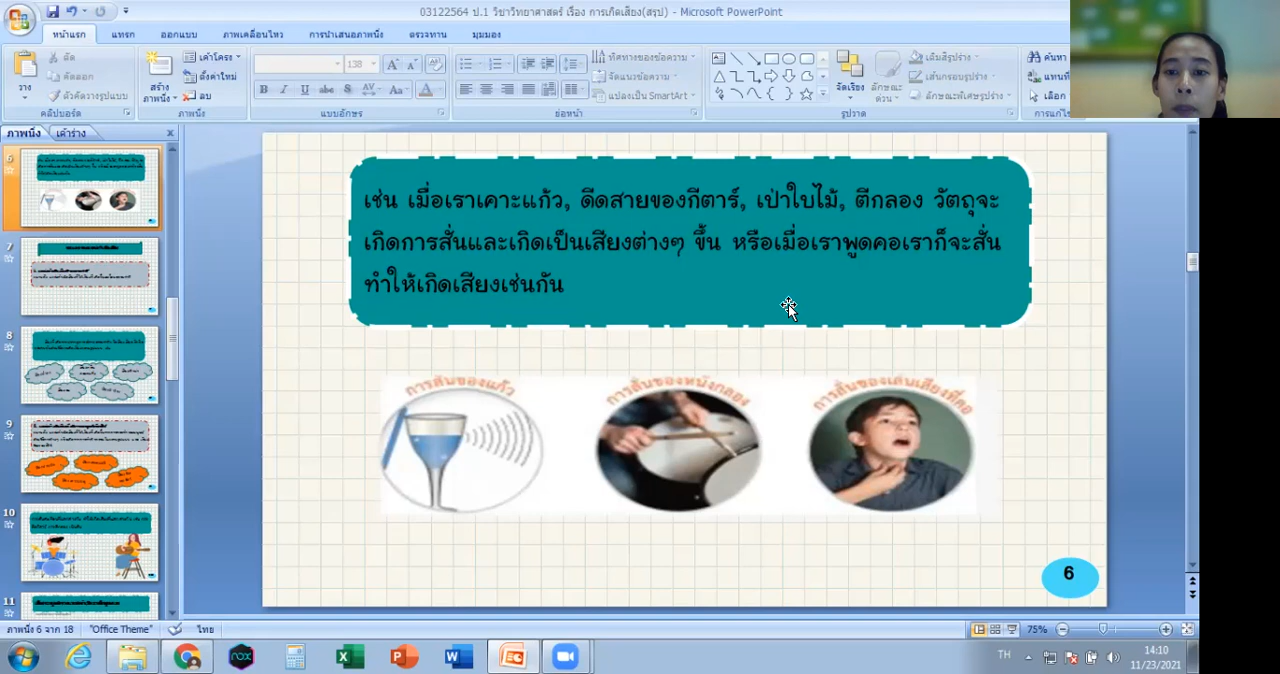 03122564 ป.1 วิชาวิทยาศาสตร์ เรื่อง การเกิดเสียง(สรุป) - Microsoft PowerPoint
หน้าแรก แทรก ออกแบบ ภาพเคลื่อนไหว การนำเสนอภาพนิ่ง ตรวจทาน มุมมอง
วาง
ตัด
คัดลอก
ตัวคัดวางรูปแบบ
คลิปบอร์ด
สร้างภาพนิ่ง
เค้าโครง
ตั้งค่าใหม่
ลบ
ภาพนิ่ง
138
B I U abe S AV Aa A
แบบอักษร
ทิศทางของข้อความ
จัดแนวข้อความ
แปลงเป็น SmartArt
ย่อหน้า
จัดเรียง
ลักษณะด่วน
เติมสีรูปร่าง
เส้นกรอบรูปร่าง
ลักษณะพิเศษรูปร่าง
รูปวาด
ค้นหา
แทนที่
เลือก
การแก้ไข
ภาพนิ่ง เค้าร่าง
6
7
8
9
10
11
เช่น เมื่อเราเคาะแก้ว, ดีดสายของกีตาร์, เป่าใบไม้, ตีกลอง วัตถุจะ
เกิดการสั่นและเกิดเป็นเสียงต่างๆ ขึ้น หรือเมื่อเราพูดคอเราก็จะสั่น
ทำให้เกิดเสียงเช่นกัน
การสั่นของแก้ว
การสั่นของหนังกลอง
การสั่นของเส้นเสียงที่คอ
6
ภาพนิ่ง 6 จาก 18 "Office Theme" ไทย 75%
TH 14:10
11/23/2021